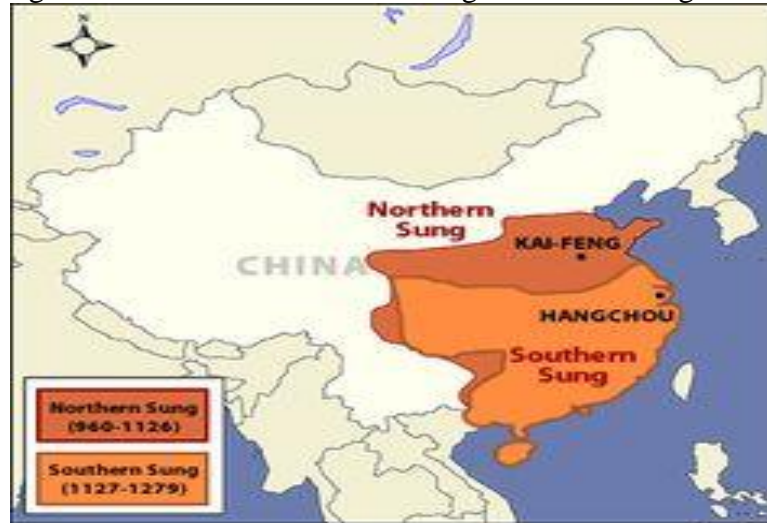 N
Northern
Sung
KAI-FENG
CHINA
HANGCHOU
Southern
Sung
Northern Sung
(960-1126)
Southern Sung
(1127-1279)